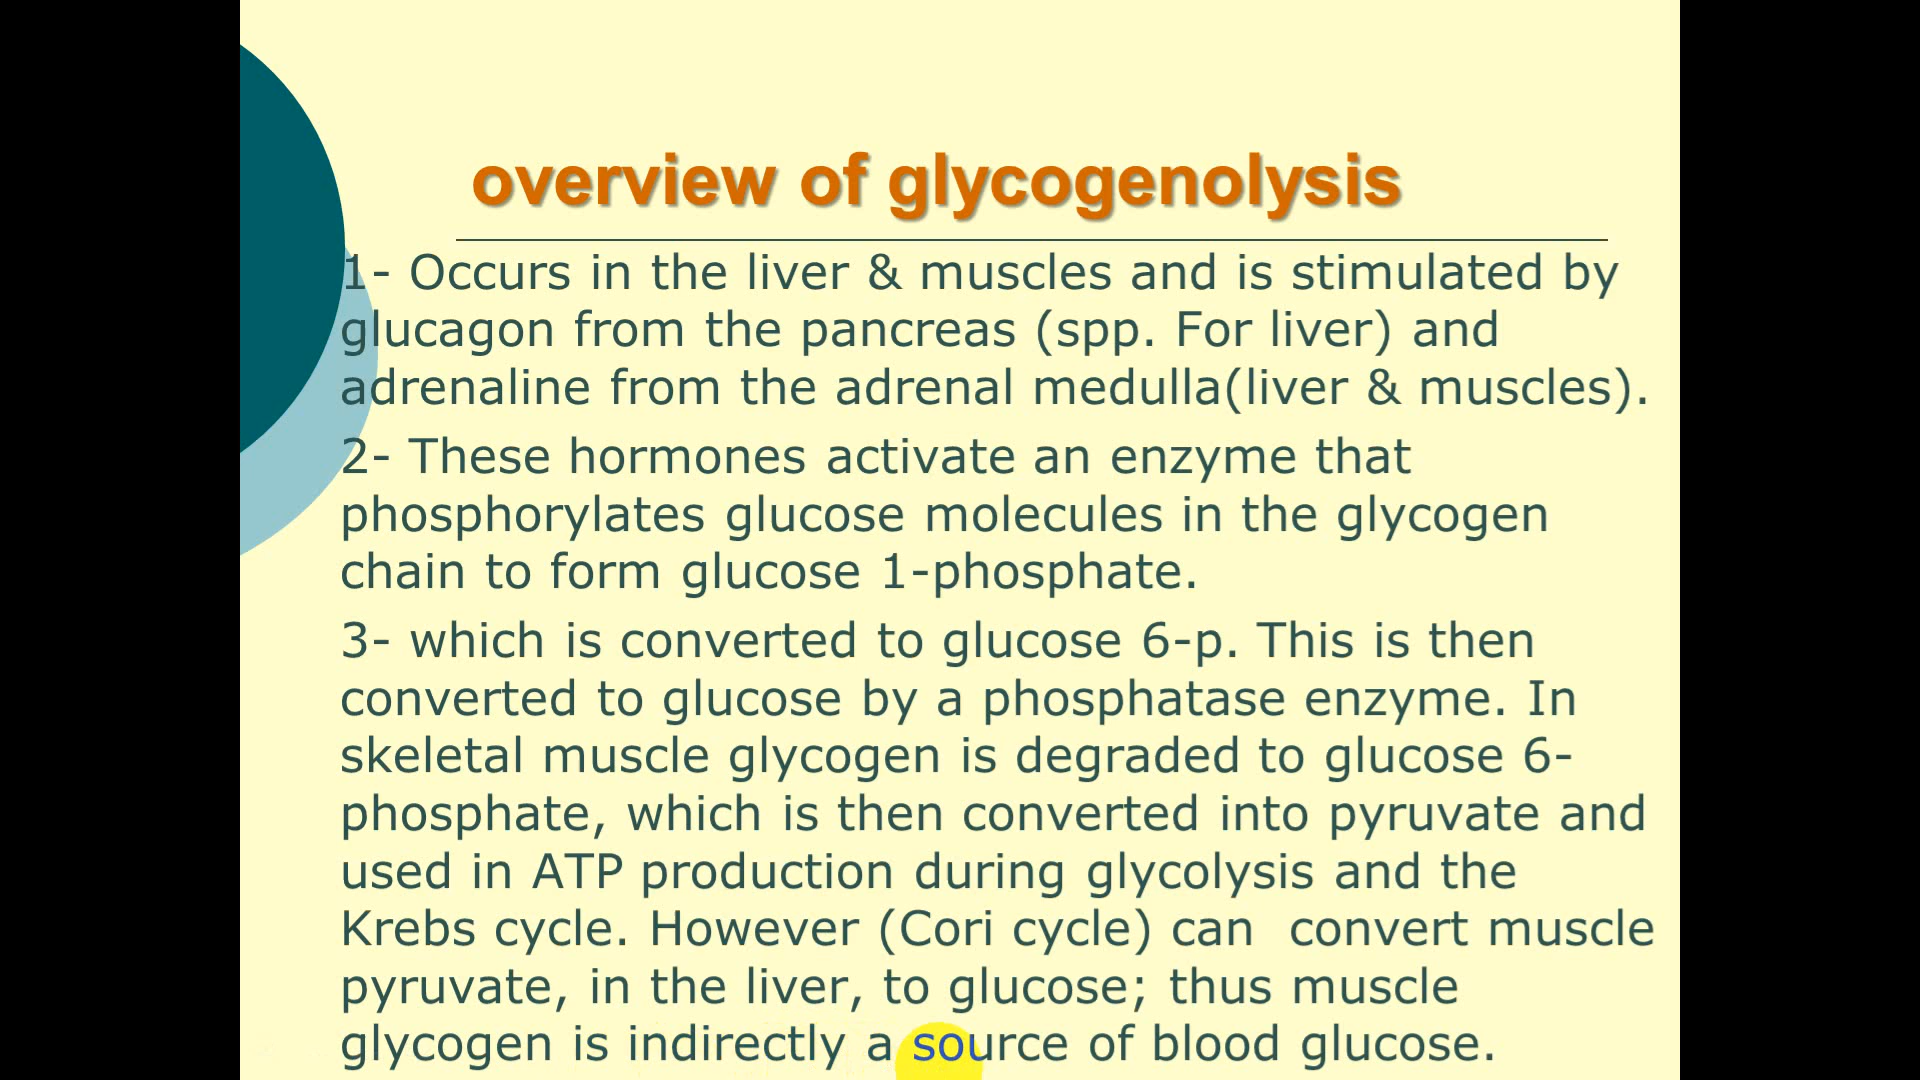 overview of glycogenolysis
1- Occurs in the liver & muscles and is stimulated by
glucagon from the pancreas (spp. For liver) and
adrenaline from the adrenal medulla(liver & muscles).
2- These hormones activate an enzyme that
phosphorylates glucose molecules in the glycogen
chain to form glucose 1-phosphate.
3- which is converted to glucose 6-p. This is then
converted to glucose by a phosphatase enzyme. In
skeletal muscle glycogen is degraded to glucose 6-
phosphate, which is then converted into pyruvate and
used in ATP production during glycolysis and the
Krebs cycle. However (Cori cycle) can  convert muscle
pyruvate, in the liver, to glucose; thus muscle
glycogen is indirectly a source of blood glucose.